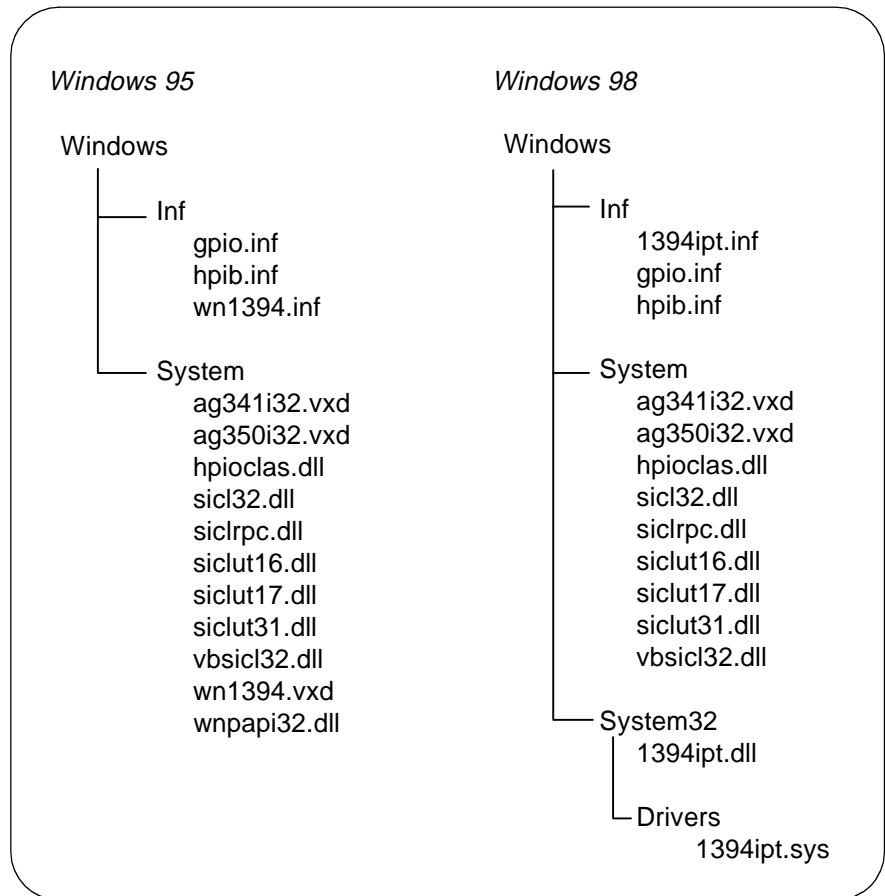 Windows 95
Windows
Inf
gpio.inf
hpib.inf
wn1394.inf
System
ag341i32.vxd
ag350i32.vxd
hpioclas.dll
sicl32.dll
siclrpc.dll
siclut16.dll
siclut17.dll
siclut31.dll
vbsicl32.dll
wn1394.vxd
wnpapi32.dll
Windows 98
Windows
Inf
1394ipt.inf
gpio.inf
hpib.inf
System
ag341i32.vxd
ag350i32.vxd
hpioclas.dll
sicl32.dll
siclrpc.dll
siclut16.dll
siclut17.dll
siclut31.dll
vbsicl32.dll
System32
1394ipt.dll
Drivers
1394ipt.sys